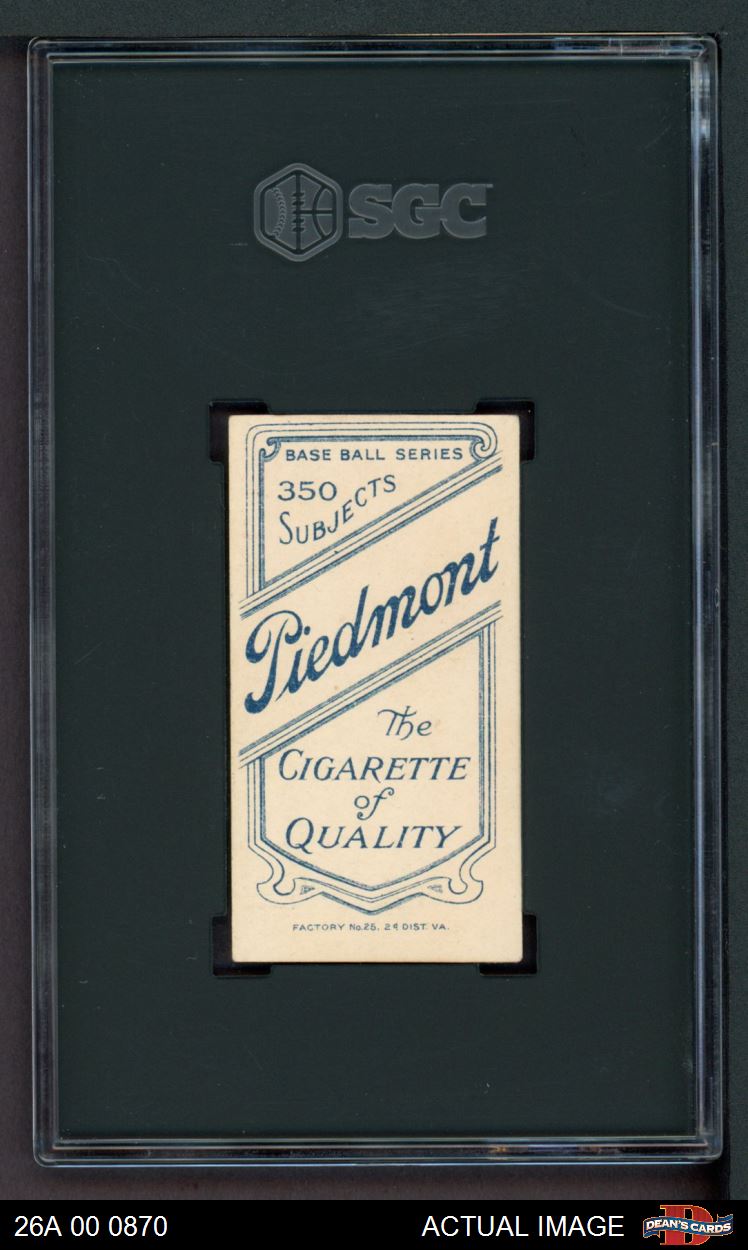 SGC
BASE BALL SERIES
350
SUBJECTS
Piedmont
The
CIGARETTE
of
QUALITY
FACTORY No.25, 2d DIST. VA.
26A 00 0870
ACTUAL IMAGE
D
DEAN'S CARDS